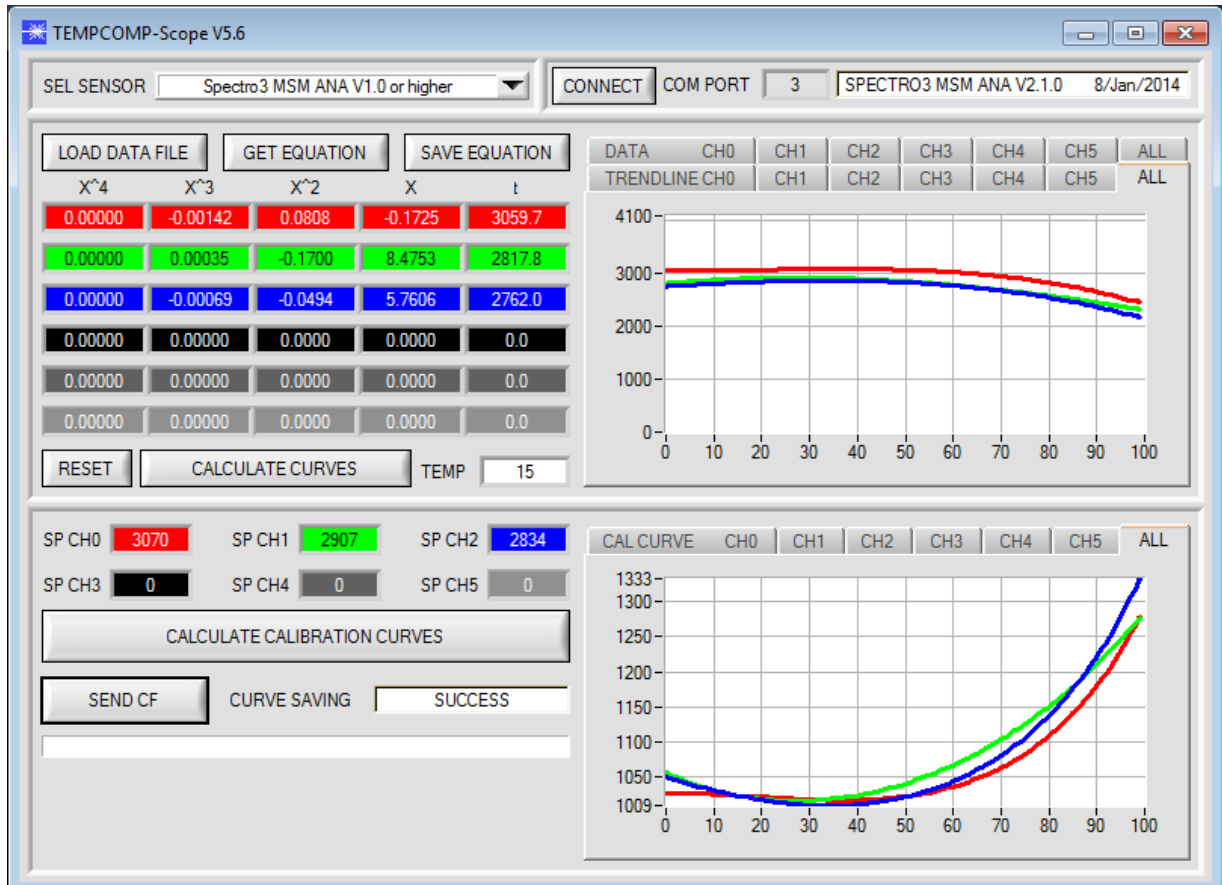 TEMPCOMP-Scope V5.6
SEL SENSOR Spectro3 MSM ANA V1.0 or higher
CONNECT COM PORT 3 SPECTRO3 MSM ANA V2.1.0 8/Jan/2014
LOAD DATA FILE GET EQUATION SAVE EQUATION
X^4 X^3 X^2 X t
0.00000 -0.00142 0.0808 -0.1725 3059.7
0.00000 0.00035 -0.1700 8.4753 2817.8
0.00000 -0.00069 -0.0494 5.7606 2762.0
0.00000 0.00000 0.0000 0.0000 0.0
0.00000 0.00000 0.0000 0.0000 0.0
0.00000 0.00000 0.0000 0.0000 0.0
RESET CALCULATE CURVES TEMP 15
DATA CH0 CH1 CH2 CH3 CH4 CH5 ALL
TRENDLINE CH0 CH1 CH2 CH3 CH4 CH5 ALL
4100
3000
2000
1000
0
0 10 20 30 40 50 60 70 80 90 100
SP CH0 3070 SP CH1 2907 SP CH2 2834
SP CH3 0 SP CH4 0 SP CH5 0
CALCULATE CALIBRATION CURVES
SEND CF CURVE SAVING SUCCESS
CAL CURVE CH0 CH1 CH2 CH3 CH4 CH5 ALL
1333
1300
1250
1200
1150
1100
1050
1009
0 10 20 30 40 50 60 70 80 90 100